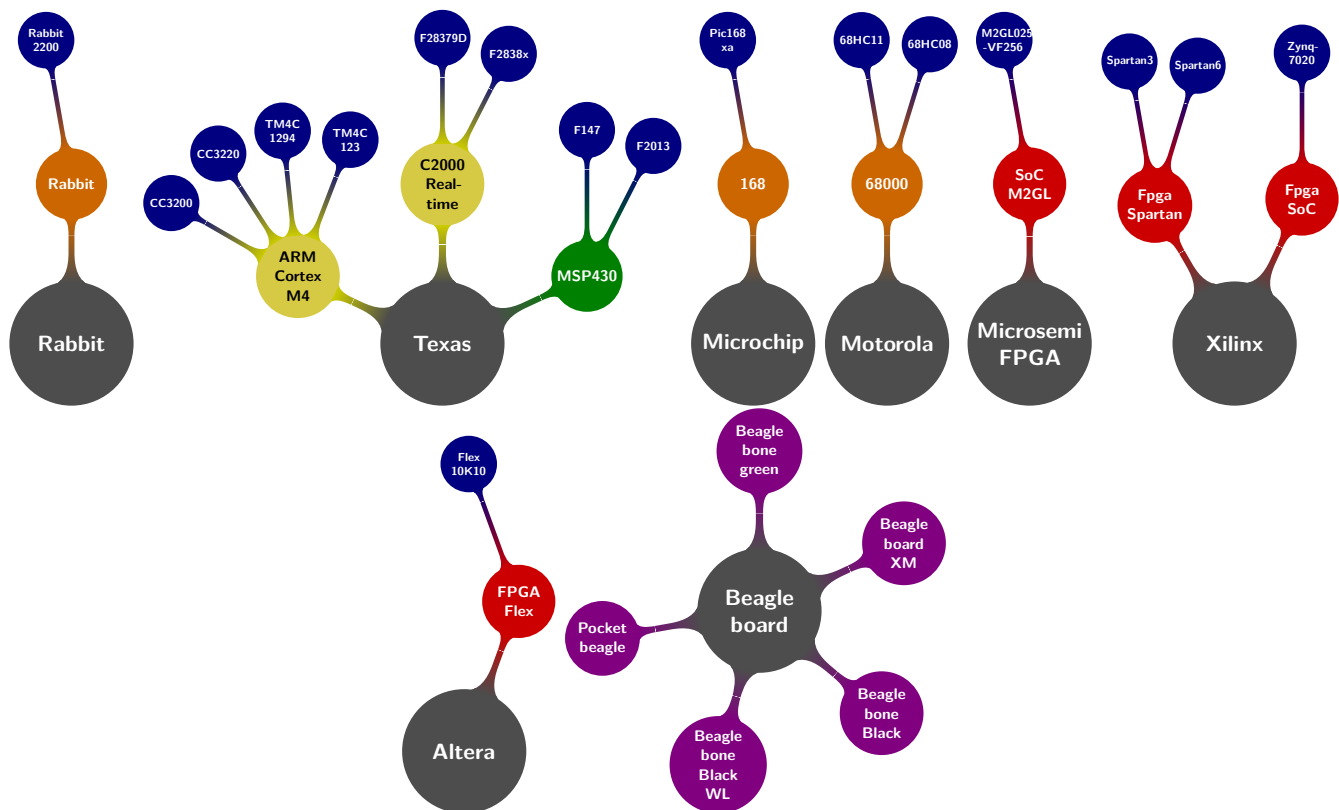 Rabbit
2200
Rabbit
Rabbit
CC3200
CC3220
TM4C
1294
TM4C
123
ARM
Cortex
M4
F28379D
F2838x
C2000
Real-
time
F147
F2013
MSP430
Texas
Pic168
xa
168
Microchip
68HC11
68HC08
68000
Motorola
M2GL025
-VF256
SoC
M2GL
Microsemi
FPGA
Spartan3
Spartan6
Fpga
Spartan
Zynq-
7020
Fpga
SoC
Xilinx
Flex
10K10
FPGA
Flex
Altera
Beagle
bone
green
Beagle
board
XM
Beagle
board
Pocket
beagle
Beagle
bone
Black
Beagle
bone
Black
WL